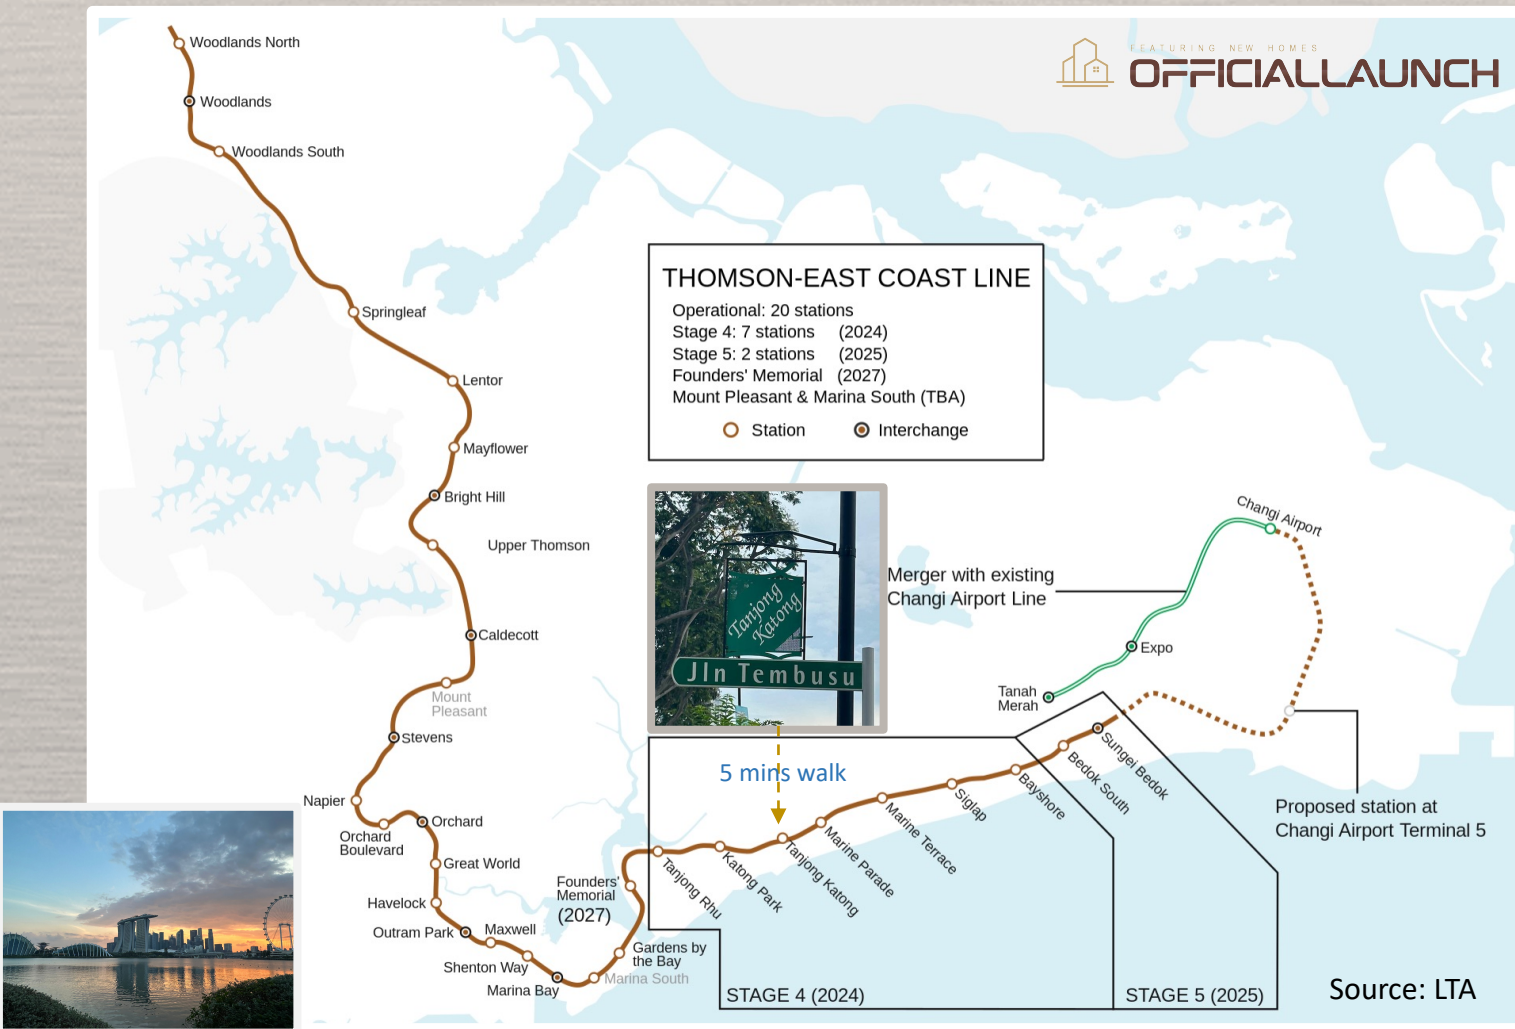 FEATURING NEW HOMES
OFFICIALLAUNCH
Woodlands North
Woodlands
Woodlands South
THOMSON-EAST COAST LINE
Operational: 20 stations
Stage 4: 7 stations (2024)
Stage 5: 2 stations (2025)
Founders' Memorial (2027)
Mount Pleasant & Marina South (TBA)
Station
Interchange
Springleaf
Lentor
Mayflower
Bright Hill
Upper Thomson
Caldecott
Mount
Pleasant
Stevens
Napier
Orchard
Boulevard
Orchard
Great World
Havelock
Outram Park
Maxwell
Shenton Way
Marina Bay
Marina South
Gardens by
the Bay
Founders'
Memorial
(2027)
Tanjong
Katong
Jln Tembusu
5 mins walk
Tanjong Rhu
Katong Park
Tanjong Katong
Marine Parade
Marine Terrace
Siglap
Bayshore
Bedok South
Sungei Bedok
Merger with existing
Changi Airport Line
Changi Airport
Expo
Tanah
Merah
Proposed station at
Changi Airport Terminal 5
STAGE 4 (2024)
STAGE 5 (2025)
Source: LTA